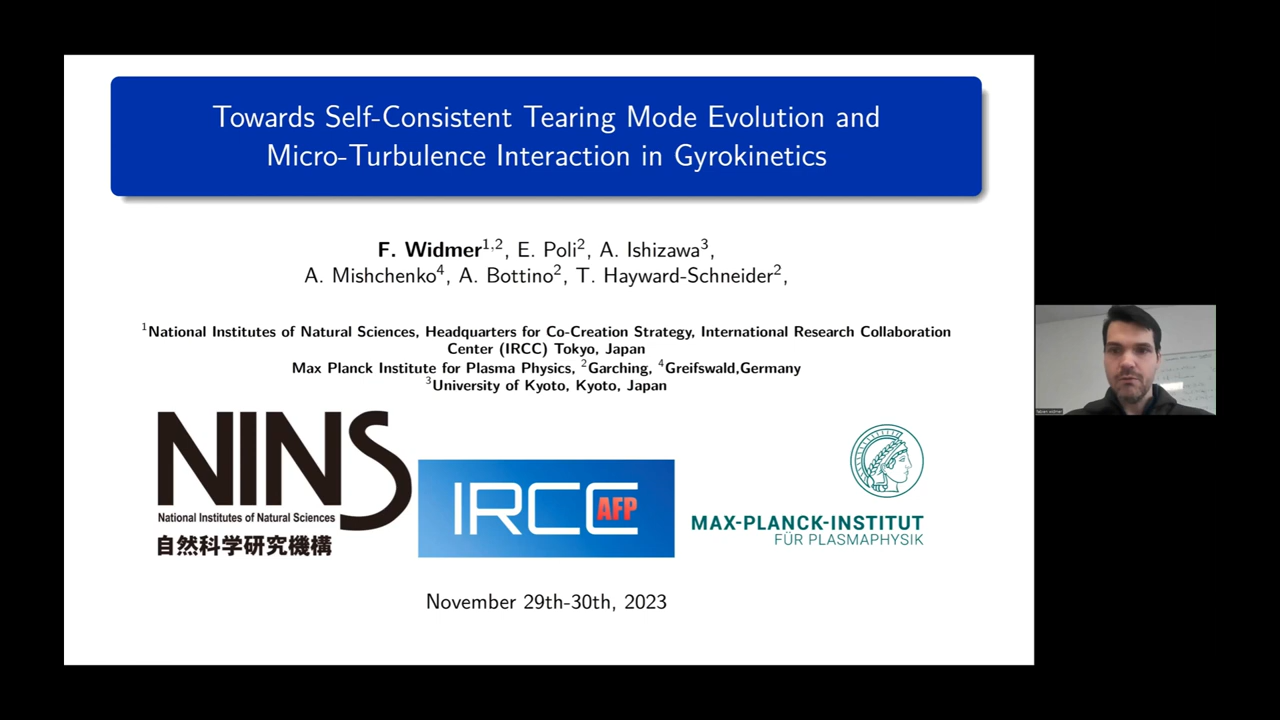 Towards Self-Consistent Tearing Mode Evolution and
Micro-Turbulence Interaction in Gyrokinetics
F. Widmer1,2, E. Poli2, A. Ishizawa3,
A. Mishchenko4, A. Bottino2, T. Hayward-Schneider2,
1National Institutes of Natural Sciences, Headquarters for Co-Creation Strategy, International Research Collaboration
Center (IRCC) Tokyo, Japan
Max Planck Institute for Plasma Physics, 2Garching, 4Greifswald,Germany
3University of Kyoto, Kyoto, Japan
NINS
National Institutes of Natural Sciences
自然科学研究機構
IRCC
AFP
MAX-PLANCK-INSTITUT
FÜR PLASMAPHYSIK
November 29th-30th, 2023